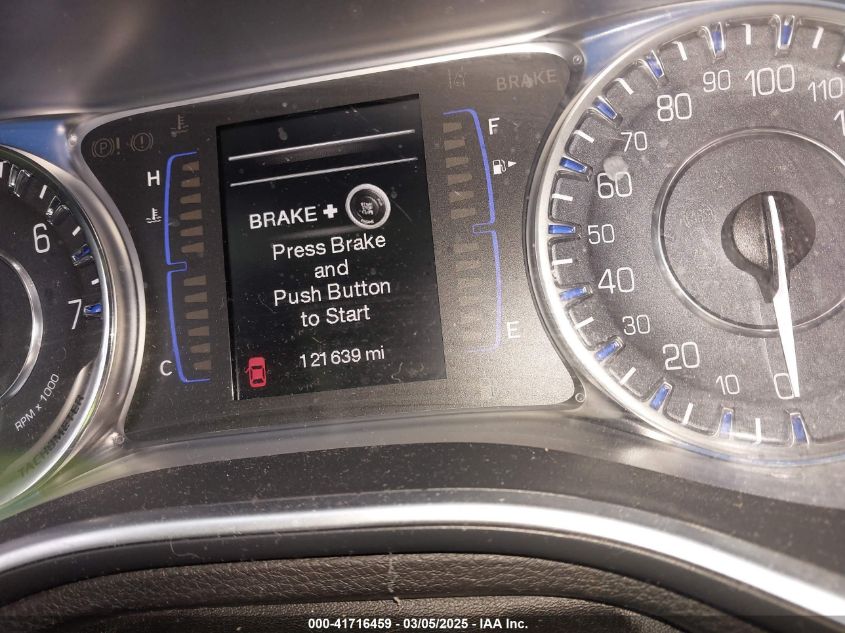 BRAKE
P !
!
H
C
F
E
BRAKE +
Press Brake
and
Push Button
to Start
121639 mi
6
7
RPM x 1000
TACHOMETER
0
10
20
30
40
50
60
70
80
90
100
110
000-41716459 - 03/05/2025 - IAA Inc.